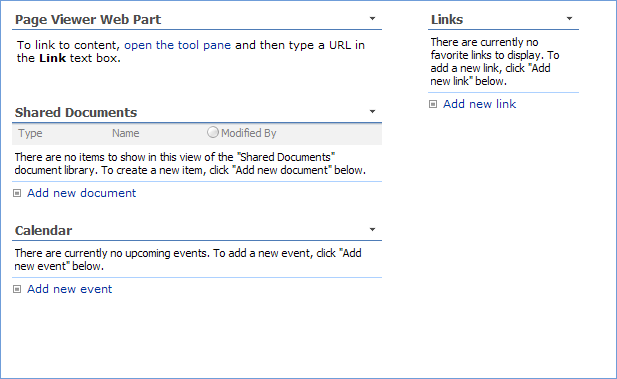 Page Viewer Web Part
To link to content, open the tool pane and then type a URL in
the Link text box.
Shared Documents
Type Name Modified By
There are no items to show in this view of the "Shared Documents"
document library. To create a new item, click "Add new document" below.
Add new document
Calendar
There are currently no upcoming events. To add a new event, click "Add
new event" below.
Add new event
Links
There are currently no
favorite links to display. To
add a new link, click "Add
new link" below.
Add new link